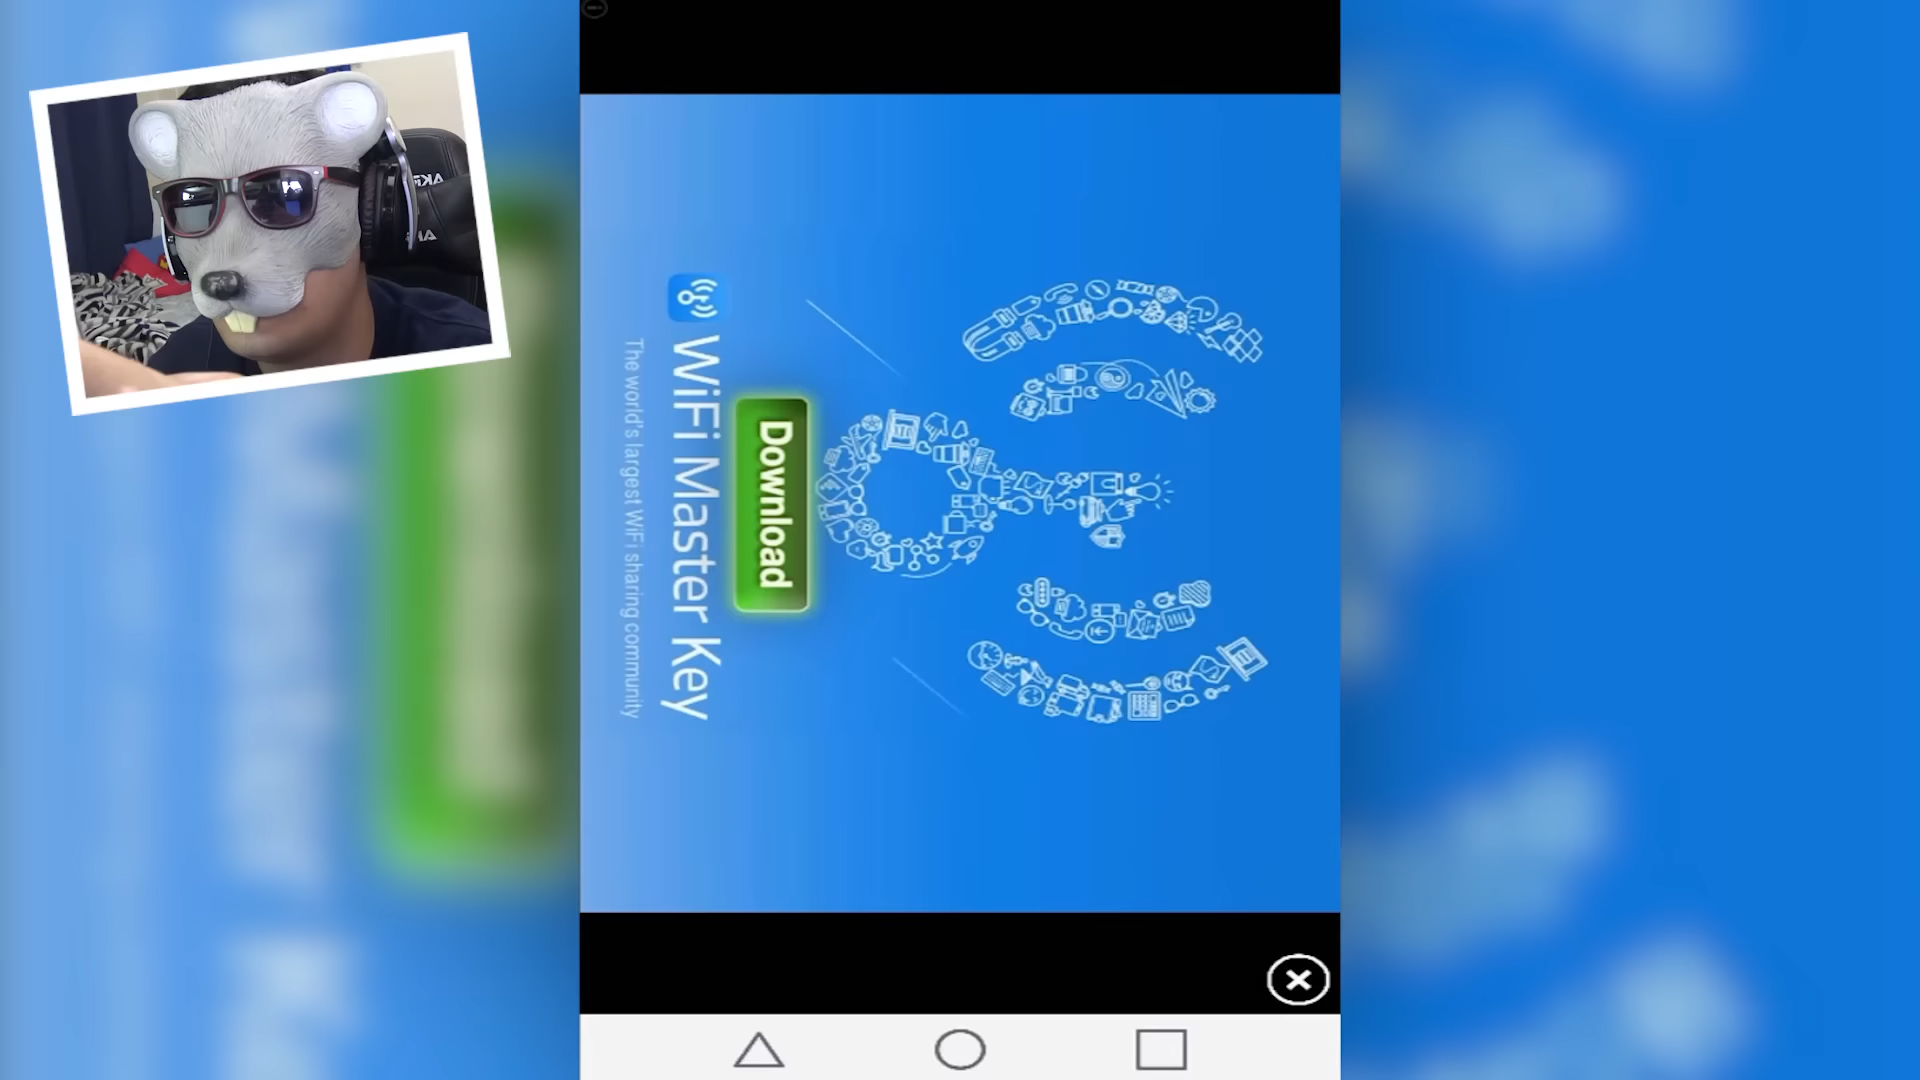 WiFi Master Key
The world's largest WiFi sharing community
Download